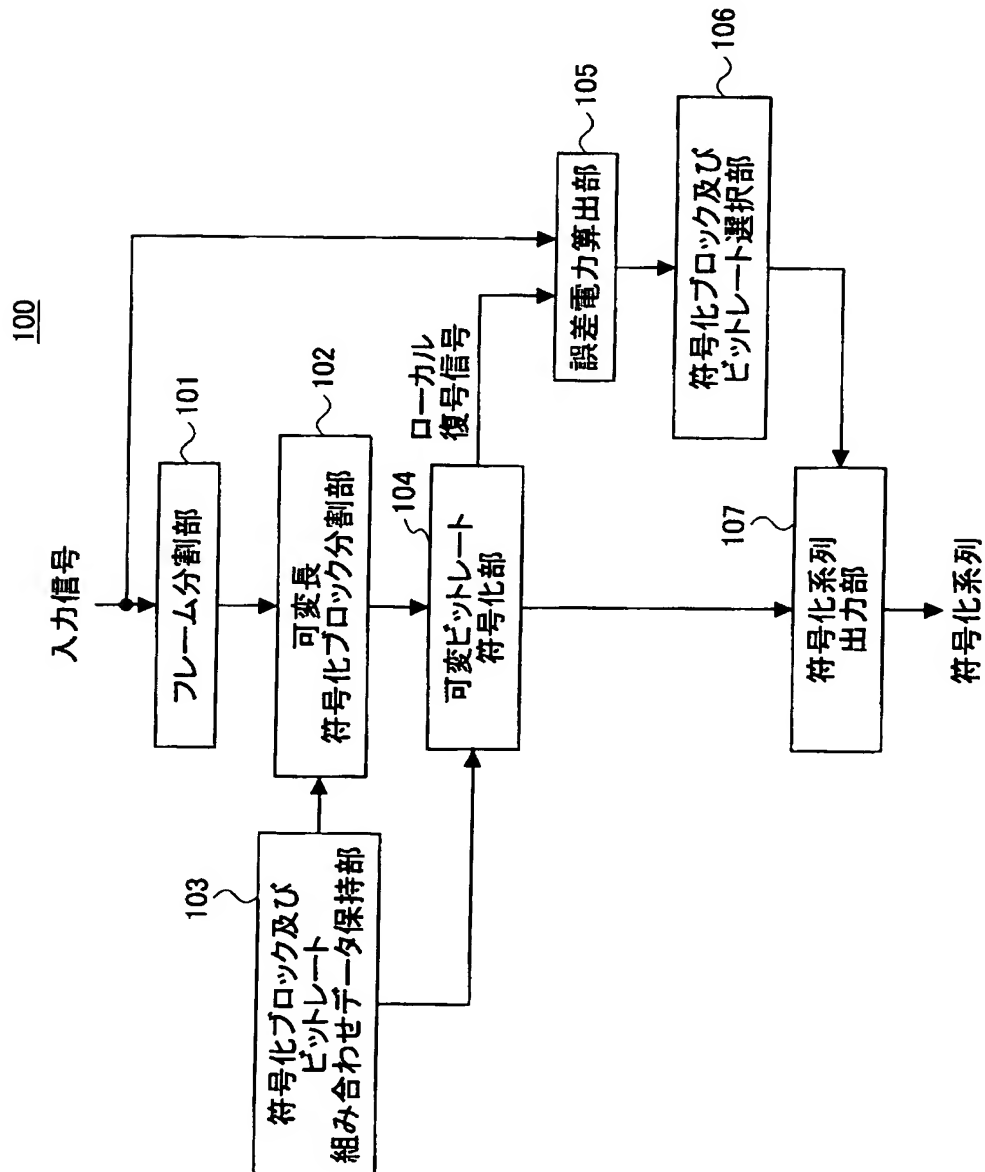 100
入力信号
フレーム分割部
101
可変長
符号化ブロック分割部
102
103
符号化ブロック及び
ビットレート
組み合わせデータ保持部
104
可変ビットレート
符号化部
ローカル
復号信号
誤差電力算出部
105
符号化ブロック及び
ビットレート選択部
106
107
符号化系列
出力部
符号化系列